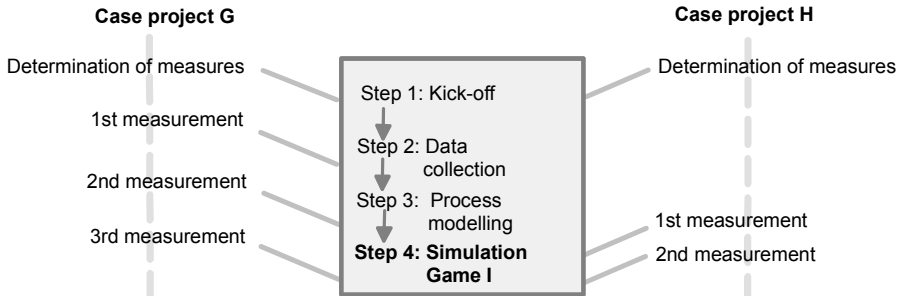 Case project G
Case project H
Determination of measures
Determination of measures
Step 1: Kick-off
1st measurement
Step 2: Data
collection
2nd measurement
Step 3: Process
modelling
1st measurement
3rd measurement
Step 4: Simulation
Game I
2nd measurement